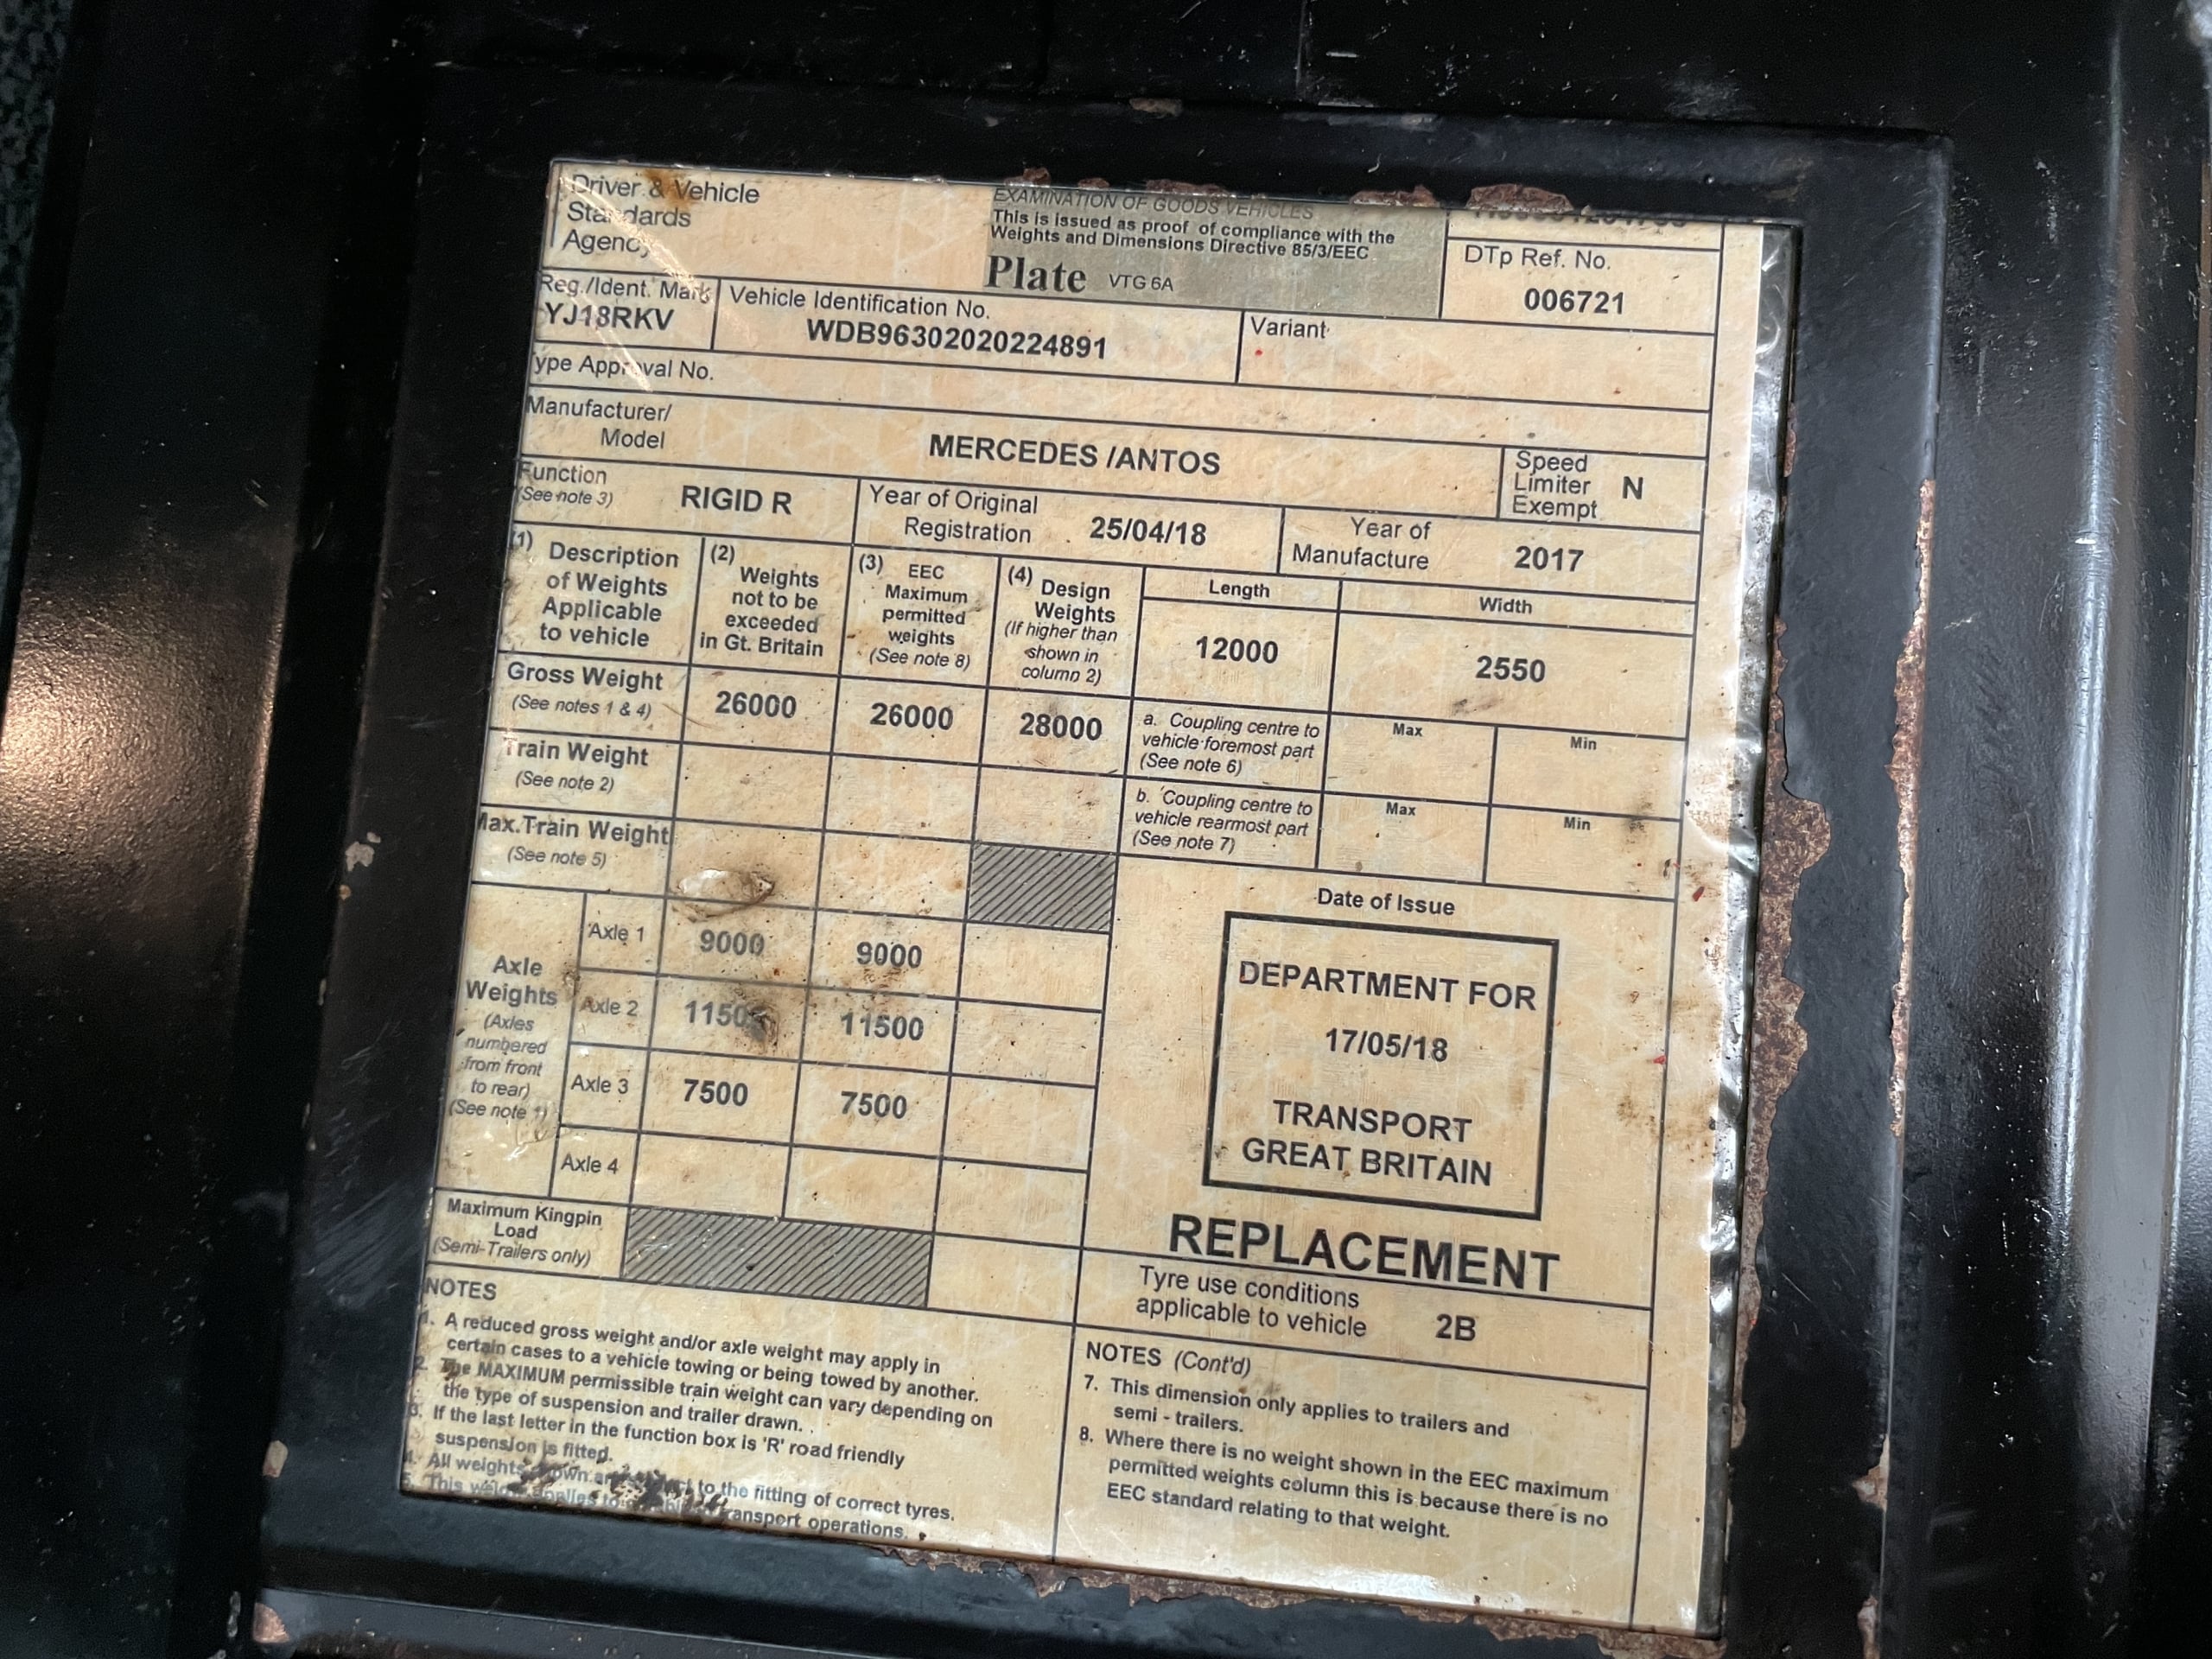 Driver & Vehicle
Standards
Agency
EXAMINATION OF GOODS VEHICLES
This is issued as proof of compliance with the
Weights and Dimensions Directive 85/3/EEC
Plate VTG 6A
DTp Ref. No.
006721
Reg./Ident. Mark
YJ18RKV
Vehicle Identification No.
WDB96302020224891
Variant
ype Approval No.
Manufacturer/
Model
MERCEDES /ANTOS
Speed
Limiter
Exempt
N
Function
(See note 3)
RIGID R
Year of Original
Registration
25/04/18
Year of
Manufacture
2017
(1) Description
of Weights
Applicable
to vehicle
(2) Weights
not to be
exceeded
in Gt. Britain
(3) EEC
Maximum
permitted
weights
(See note 8)
(4) Design
Weights
(If higher than
shown in
column 2)
Length
12000
Width
2550
Gross Weight
(See notes 1 & 4)
26000
26000
28000
a. Coupling centre to
vehicle foremost part
(See note 6)
Max
Min
Train Weight
(See note 2)
b. Coupling centre to
vehicle rearmost part
(See note 7)
Max
Min
Max.Train Weight
(See note 5)
Axle
Weights
(Axles
numbered
from front
to rear)
(See note 1)
Axle 1
9000
9000
Axle 2
1150
11500
Axle 3
7500
7500
Axle 4
Maximum Kingpin
Load
(Semi-Trailers only)
Date of Issue
DEPARTMENT FOR
17/05/18
TRANSPORT
GREAT BRITAIN
REPLACEMENT
Tyre use conditions
applicable to vehicle
2B
NOTES
1. A reduced gross weight and/or axle weight may apply in
certain cases to a vehicle towing or being towed by another.
2. The MAXIMUM permissible train weight can vary depending on
the type of suspension and trailer drawn.
3. If the last letter in the function box is 'R' road friendly
suspension is fitted.
4. All weights to the fitting of correct tyres.
5. This applies to transport operations.
NOTES (Cont'd)
7. This dimension only applies to trailers and
semi - trailers.
8. Where there is no weight shown in the EEC maximum
permitted weights column this is because there is no
EEC standard relating to that weight.